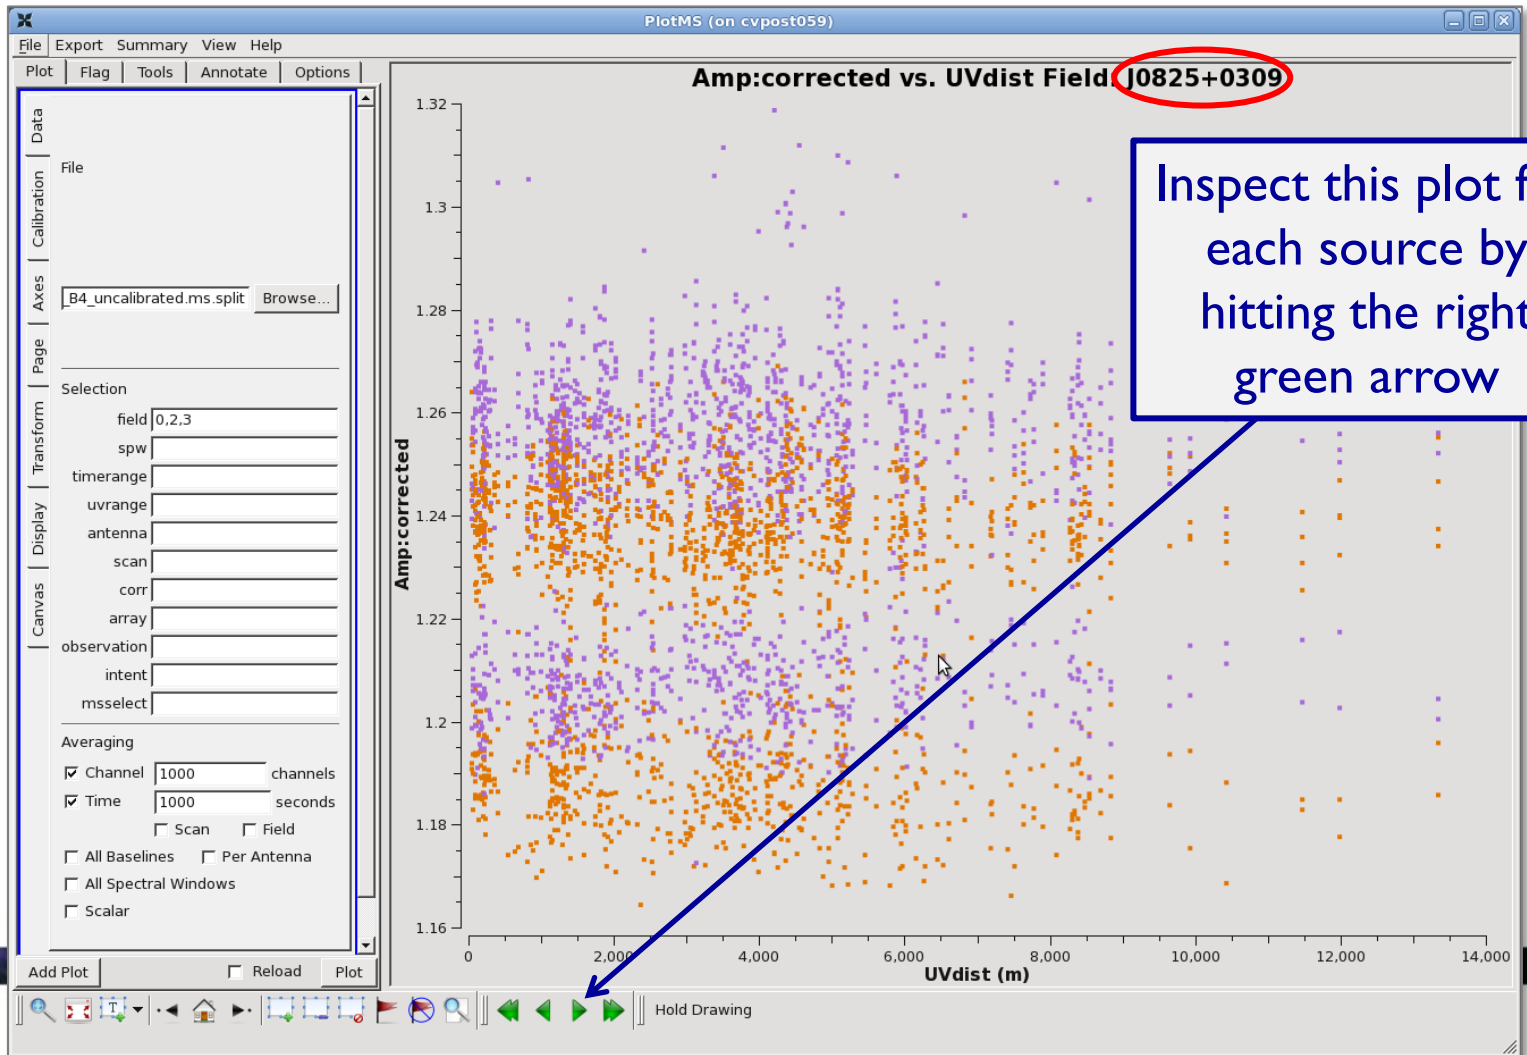 PlotMS (on cvpost059)
File Export Summary View Help
Plot Flag Tools Annotate Options
Data
Calibration
Axes
Page
Transform
Display
Canvas
File
_B4_uncalibrated.ms.split Browse...
Selection
field 0,2,3
spw
timerange
uvrange
antenna
scan
corr
array
observation
intent
msselect
Averaging
Channel 1000 channels
Time 1000 seconds
Scan Field
All Baselines Per Antenna
All Spectral Windows
Scalar
Add Plot Reload Plot
Amp:corrected vs. UVdist Field: J0825+0309
Inspect this plot f
each source by
hitting the right
green arrow
Amp:corrected
1.32
1.3
1.28
1.26
1.24
1.22
1.2
1.18
1.16
0 2,000 4,000 6,000 8,000 10,000 12,000 14,000
UVdist (m)
T
Hold Drawing